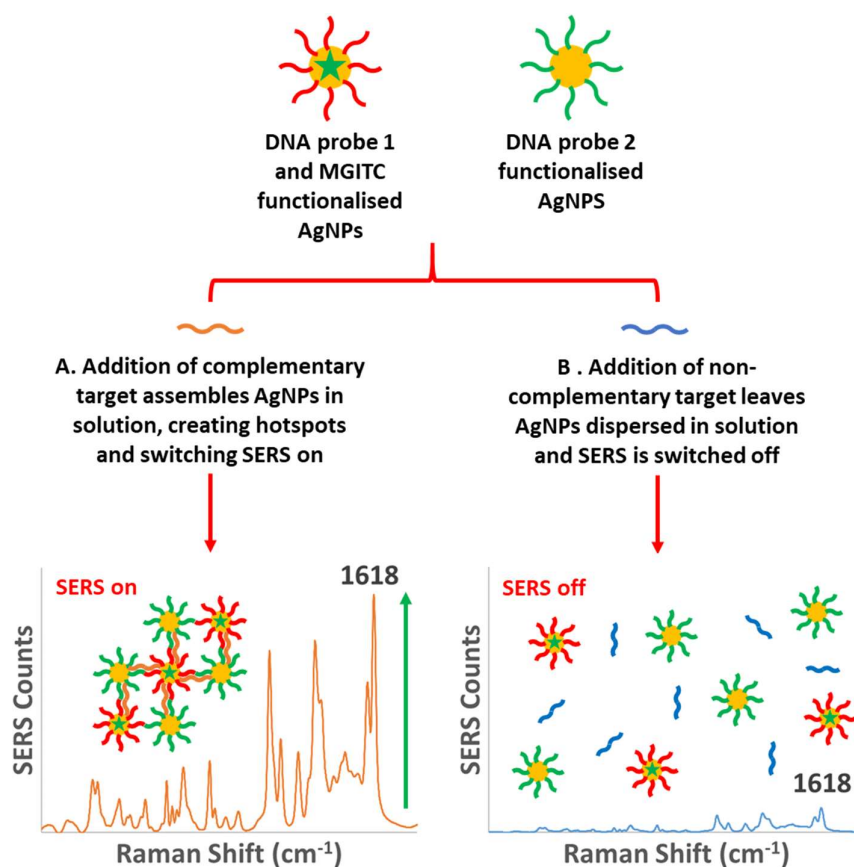 DNA probe 1
and MGITC
functionalised
AgNPs
DNA probe 2
functionalised
AgNPS
A. Addition of complementary
target assembles AgNPs in
solution, creating hotspots
and switching SERS on
B . Addition of non-
complementary target leaves
AgNPs dispersed in solution
and SERS is switched off
SERS on
1618
SERS Counts
Raman Shift (cm⁻¹)
SERS off
1618
SERS Counts
Raman Shift (cm⁻¹)